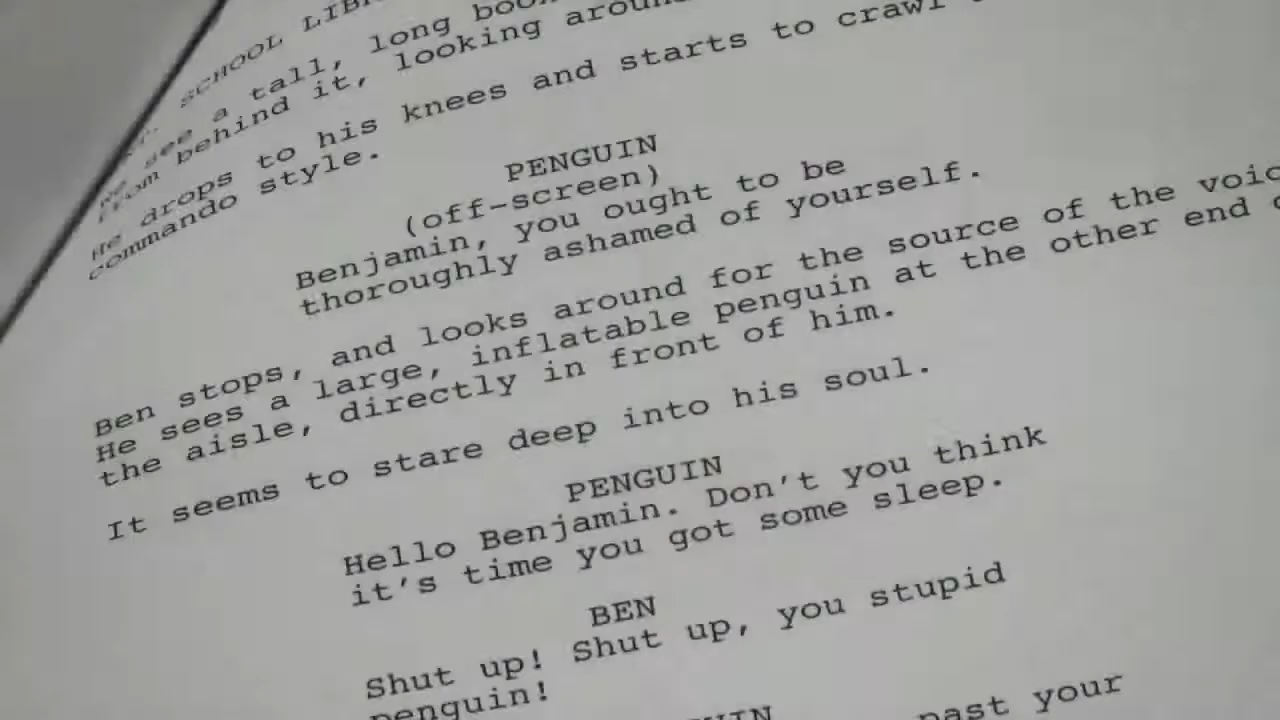 SCHOOL
see a tall, long
from behind it, looking
He drops to his knees and starts to crawl
commando style.
PENGUIN
(off-screen)
Benjamin, you ought to be
thoroughly ashamed of yourself.
Ben stops, and looks around for the source of the
He sees a large, inflatable penguin at the other end
the aisle, directly in front of him.
It seems to stare deep into his soul.
PENGUIN
Hello Benjamin. Don't you think
it's time you got some sleep.
BEN
Shut up! Shut up, you stupid
penguin!
past your